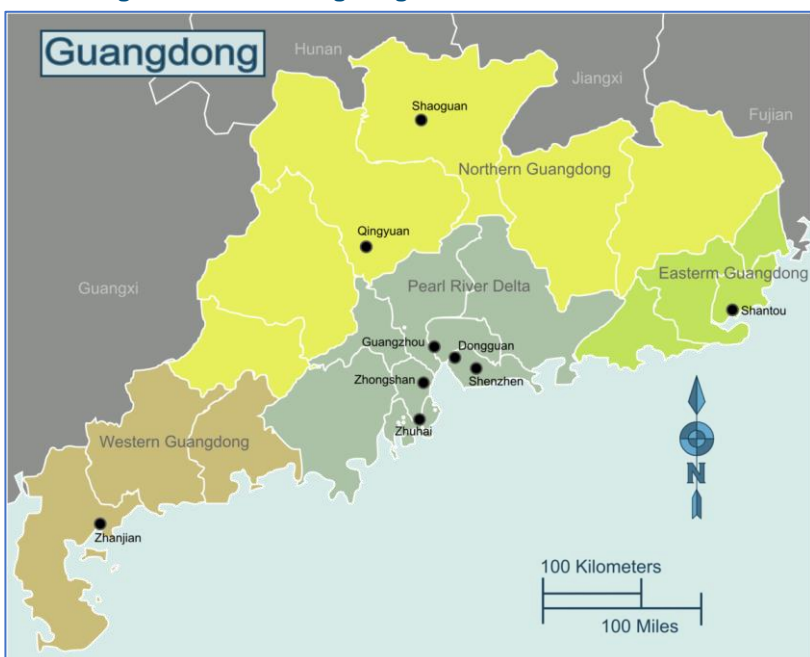 Guangdong
Hunan
Jiangxi
Fujian
Shaoguan
Northern Guangdong
Qingyuan
Guangxi
Pearl River Delta
Easterm Guangdong
Shantou
Guangzhou
Dongguan
Shenzhen
Zhongshan
Zhuhai
Western Guangdong
N
Zhanjian
100 Kilometers
100 Miles